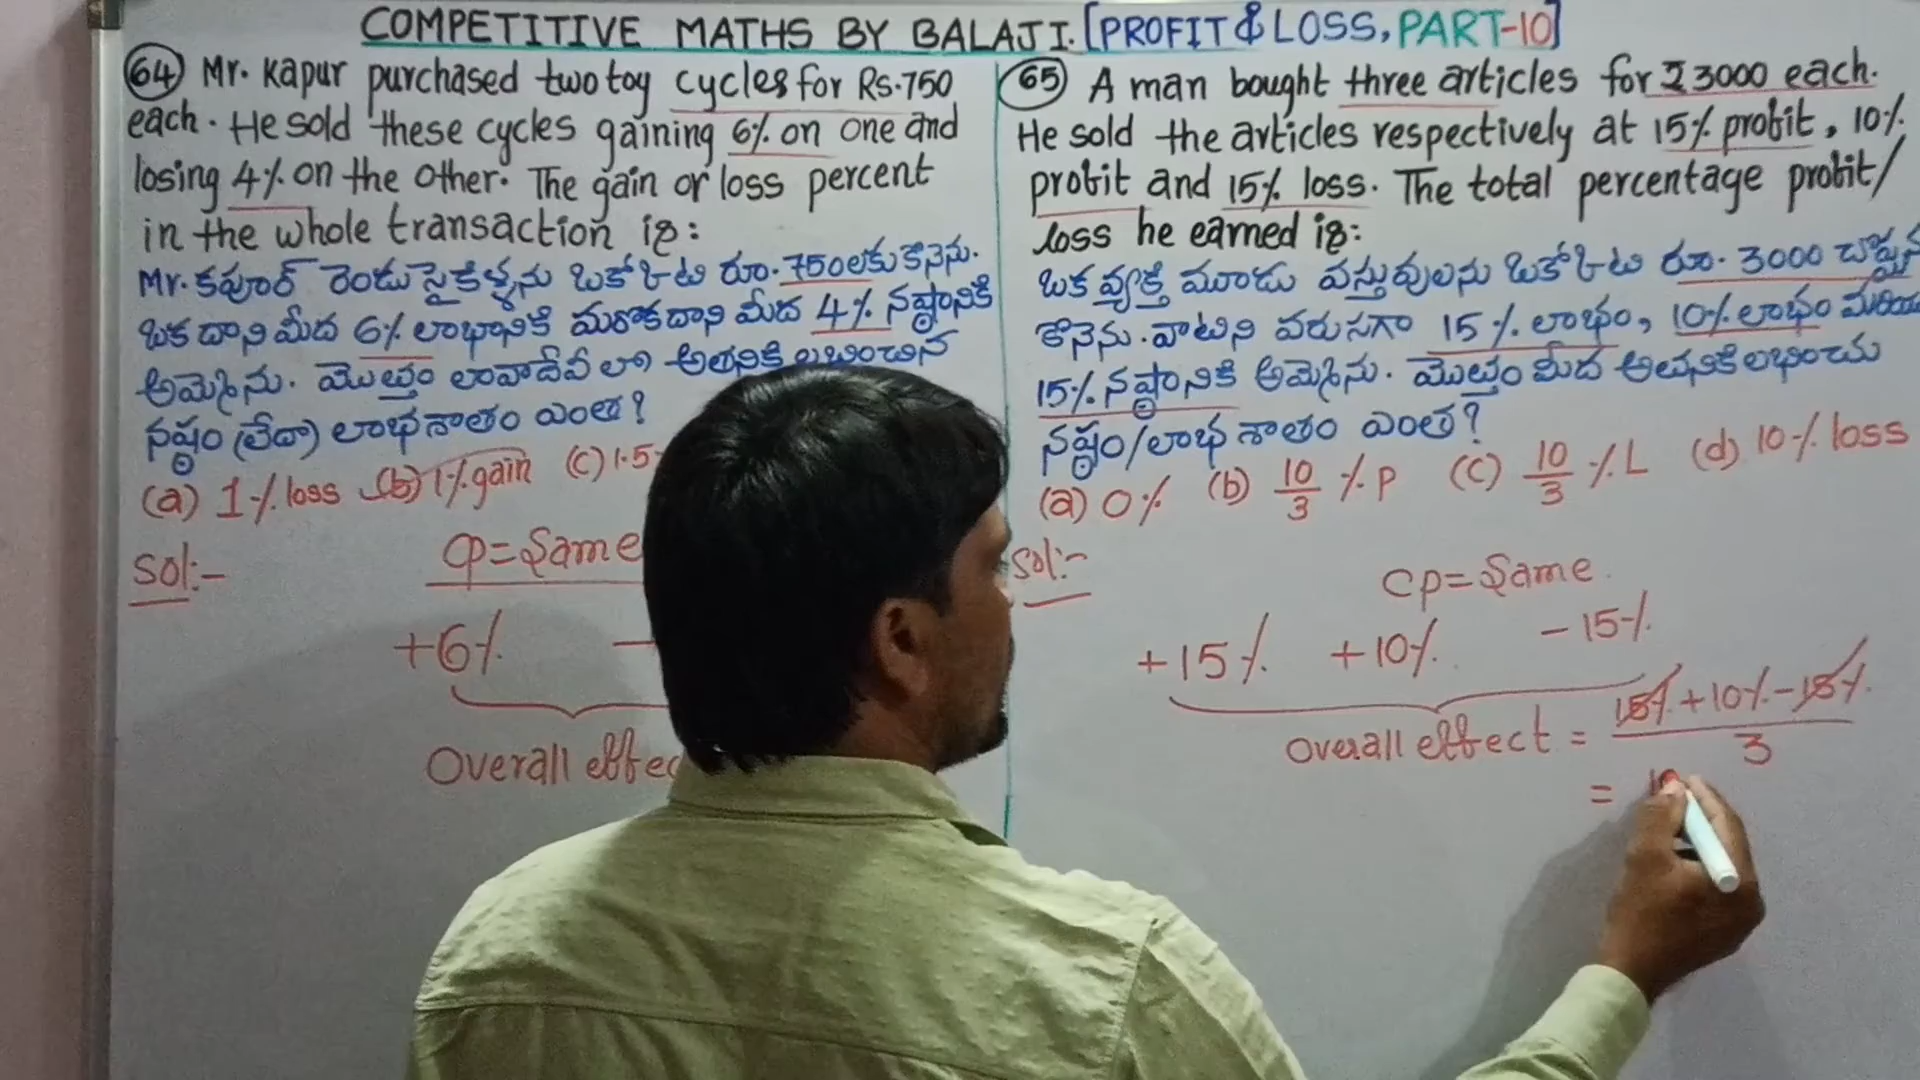 COMPETITIVE MATHS BY BALAJI. [PROFIT & LOSS, PART-10]
64) Mr. Kapur purchased two toy cycles for Rs.750
each. He sold these cycles gaining 6% on one and
losing 4% on the other. The gain or loss percent
in the whole transaction is:
Mr. కపూర్ రెండు సైకిళ్ళను ఒకోక్కటి రూ. 750లకు కొనెను.
ఒక దాని మీద 6% లాభానికి మరొకదాని మీద 4% నష్టానికి
అమ్మెను. మొత్తం లావాదేవీ లో అతనికి లభించిన
నష్టం (లేదా) లాభ శాతం ఎంత?
(a) 1% loss (b) 1% gain (c) 1.5
Sol:-
CP=Same
+6% -
Overall effec
65) A man bought three articles for ₹3000 each.
He sold the articles respectively at 15% profit, 10%
profit and 15% loss. The total percentage profit/
loss he earned is:
ఒక వ్యక్తి మూడు వస్తువులను ఒకోక్కటి రూ. 3000 చొప్పున
కొనెను. వాటిని వరుసగా 15% లాభం, 10% లాభం మరియు
15% నష్టానికి అమ్మెను. మొత్తం మీద అతనికి లభించు
నష్టం/లాభ శాతం ఎంత?
(a) 0% (b) 10/3 % P (c) 10/3 % L (d) 10% loss
Sol:-
CP=Same
+15% +10% -15%
Overall effect = 15%+10%-15% / 3
= 10